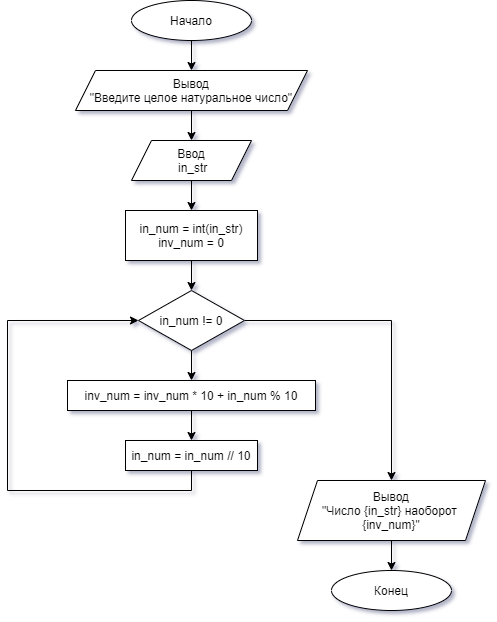 Начало
Вывод
"Введите целое натуральное число"
Ввод
in_str
in_num = int(in_str)
inv_num = 0
in_num != 0
inv_num = inv_num * 10 + in_num % 10
in_num = in_num // 10
Вывод
"Число {in_str} наоборот
{inv_num}"
Конец